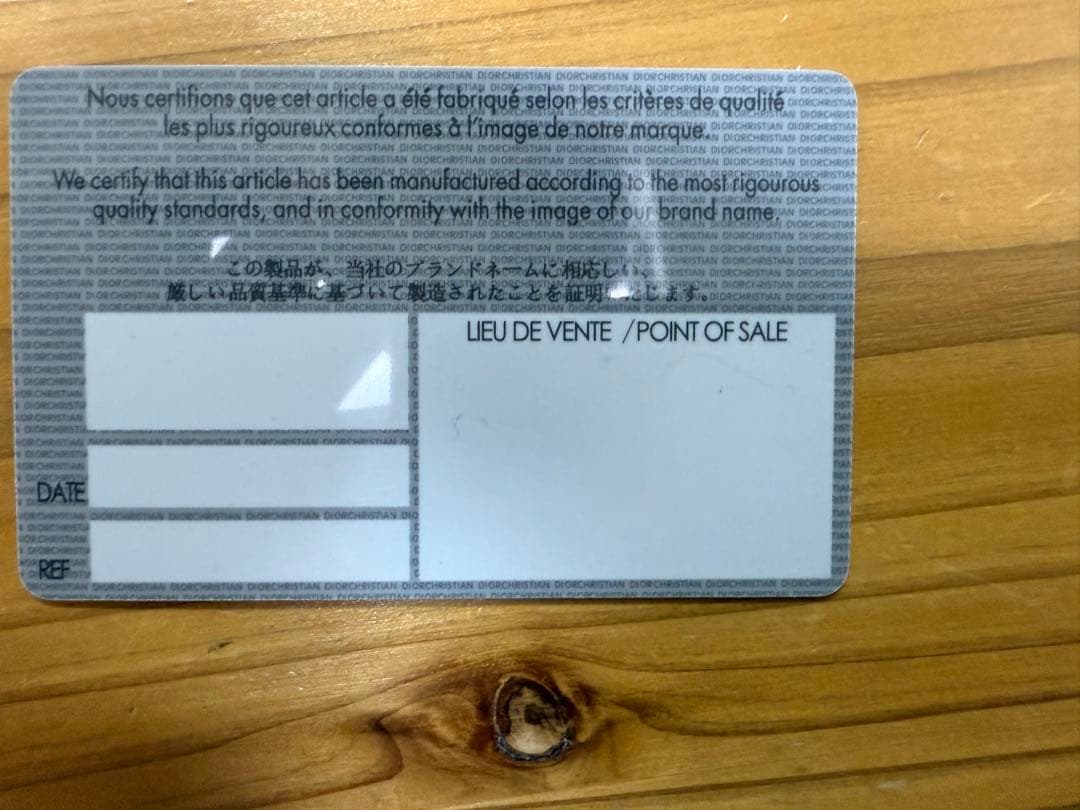 Nous certifions que cet article a été fabriqué selon les critères de qualité
les plus rigoureux conformes à l'image de notre marque.
We certify that this article has been manufactured according to the most rigourous
quality standards, and in conformity with the image of our brand name.
この製品が、当社のブランドネームに相応しい、
厳しい品質基準に基づいて製造されたことを証明いたします。
LIEU DE VENTE / POINT OF SALE
DATE
REF